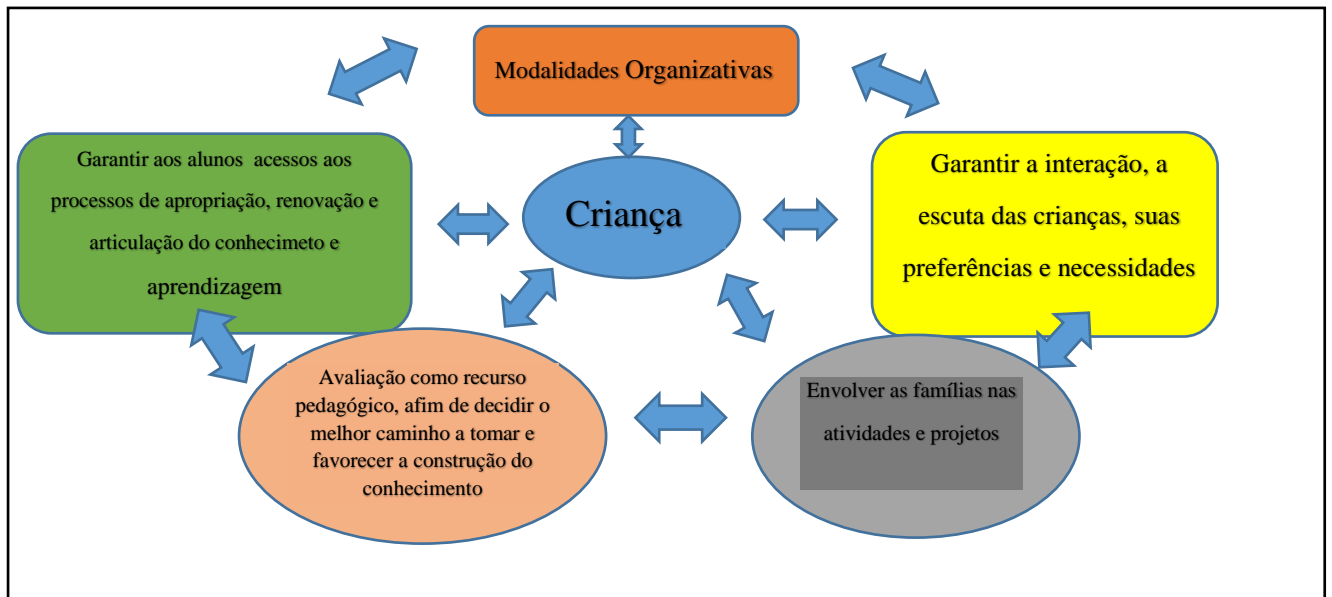 Modalidades Organizativas
Garantir aos alunos acessos aos
processos de apropriação, renovação e
articulação do conhecimeto e
aprendizagem
Criança
Garantir a interação, a
escuta das crianças, suas
preferências e necessidades
Avaliação como recurso
pedagógico, afim de decidir o
melhor caminho a tomar e
favorecer a construção do
conhecimento
Envolver as famílias nas
atividades e projetos